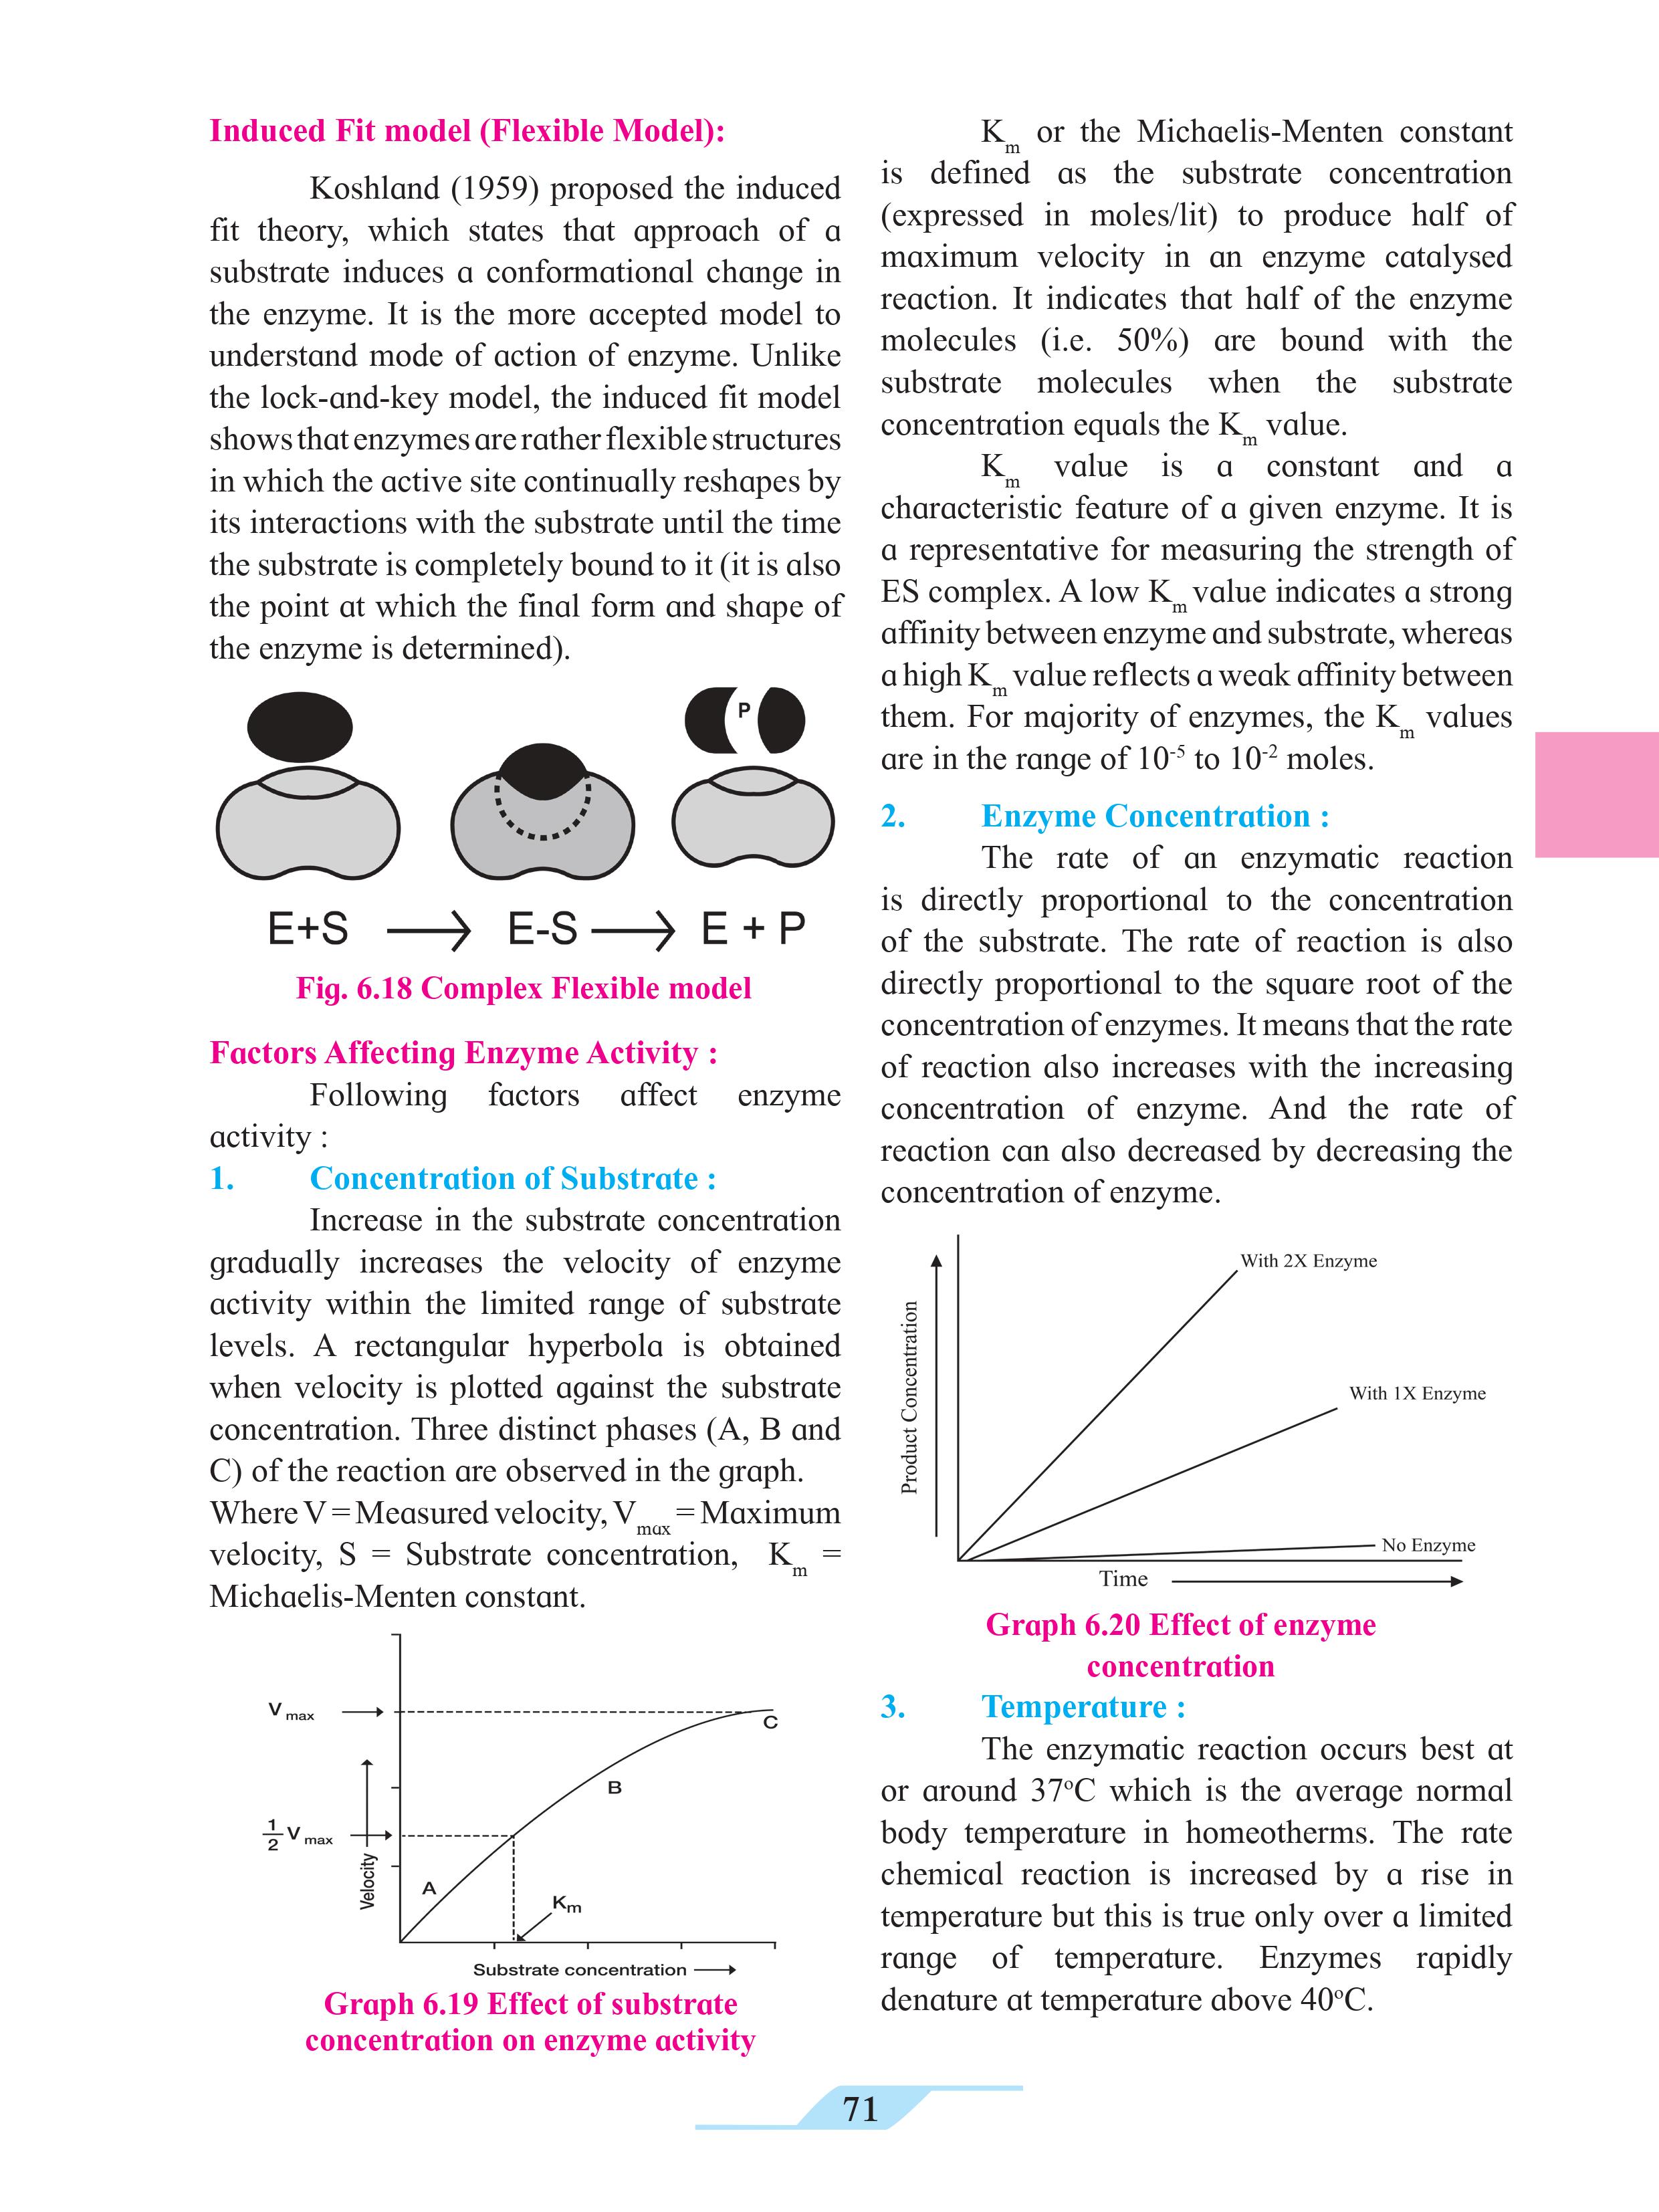 Induced Fit model (Flexible Model):
Koshland (1959) proposed the induced
fit theory, which states that approach of a
substrate induces a conformational change in
the enzyme. It is the more accepted model to
understand mode of action of enzyme. Unlike
the lock-and-key model, the induced fit model
shows that enzymes are rather flexible structures
in which the active site continually reshapes by
its interactions with the substrate until the time
the substrate is completely bound to it (it is also
the point at which the final form and shape of
the enzyme is determined).
P
E+S → E-S → E + P
Fig. 6.18 Complex Flexible model
Factors Affecting Enzyme Activity :
Following factors affect enzyme
activity :
1. Concentration of Substrate :
Increase in the substrate concentration
gradually increases the velocity of enzyme
activity within the limited range of substrate
levels. A rectangular hyperbola is obtained
when velocity is plotted against the substrate
concentration. Three distinct phases (A, B and
C) of the reaction are observed in the graph.
Where V = Measured velocity, Vmax = Maximum
velocity, S = Substrate concentration, Km =
Michaelis-Menten constant.
V max
C
B
1/2 V max
Velocity
A
Km
Substrate concentration
Graph 6.19 Effect of substrate
concentration on enzyme activity
Km or the Michaelis-Menten constant
is defined as the substrate concentration
(expressed in moles/lit) to produce half of
maximum velocity in an enzyme catalysed
reaction. It indicates that half of the enzyme
molecules (i.e. 50%) are bound with the
substrate molecules when the substrate
concentration equals the Km value.
Km value is a constant and a
characteristic feature of a given enzyme. It is
a representative for measuring the strength of
ES complex. A low Km value indicates a strong
affinity between enzyme and substrate, whereas
a high Km value reflects a weak affinity between
them. For majority of enzymes, the Km values
are in the range of 10-5 to 10-2 moles.
2. Enzyme Concentration :
The rate of an enzymatic reaction
is directly proportional to the concentration
of the substrate. The rate of reaction is also
directly proportional to the square root of the
concentration of enzymes. It means that the rate
of reaction also increases with the increasing
concentration of enzyme. And the rate of
reaction can also decreased by decreasing the
concentration of enzyme.
With 2X Enzyme
Product Concentration
With 1X Enzyme
No Enzyme
Time
Graph 6.20 Effect of enzyme
concentration
3. Temperature :
The enzymatic reaction occurs best at
or around 37oC which is the average normal
body temperature in homeotherms. The rate
chemical reaction is increased by a rise in
temperature but this is true only over a limited
range of temperature. Enzymes rapidly
denature at temperature above 40oC.
71